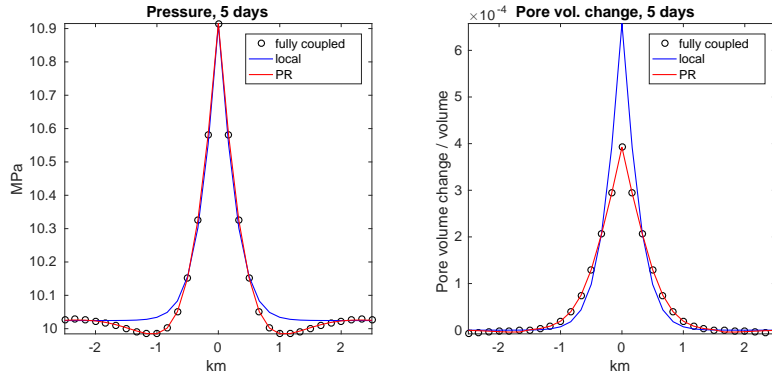 Pressure, 5 days
MPa
10.9
10.8
10.7
10.6
10.5
10.4
10.3
10.2
10.1
10
-2
-1
0
1
2
km
fully coupled
local
PR
Pore vol. change, 5 days
×10⁻⁴
Pore volume change / volume
6
5
4
3
2
1
0
-2
-1
0
1
2
km
fully coupled
local
PR